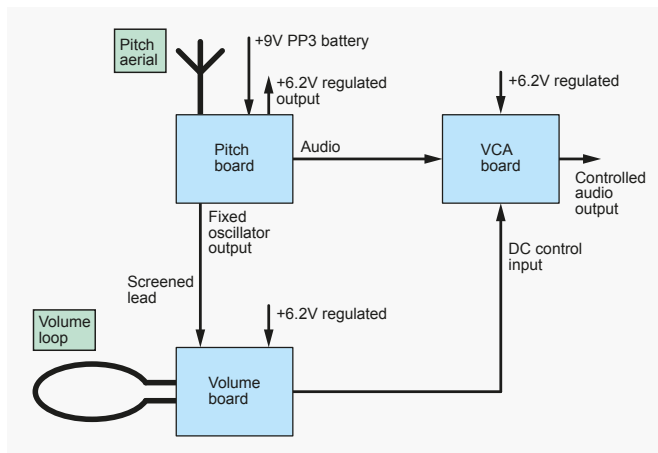 Pitch
aerial
+9V PP3 battery
+6.2V regulated
output
+6.2V regulated
Pitch
board
Audio
VCA
board
Controlled
audio
output
Fixed
oscillator
output
DC control
input
Screened
lead
Volume
loop
+6.2V regulated
Volume
board